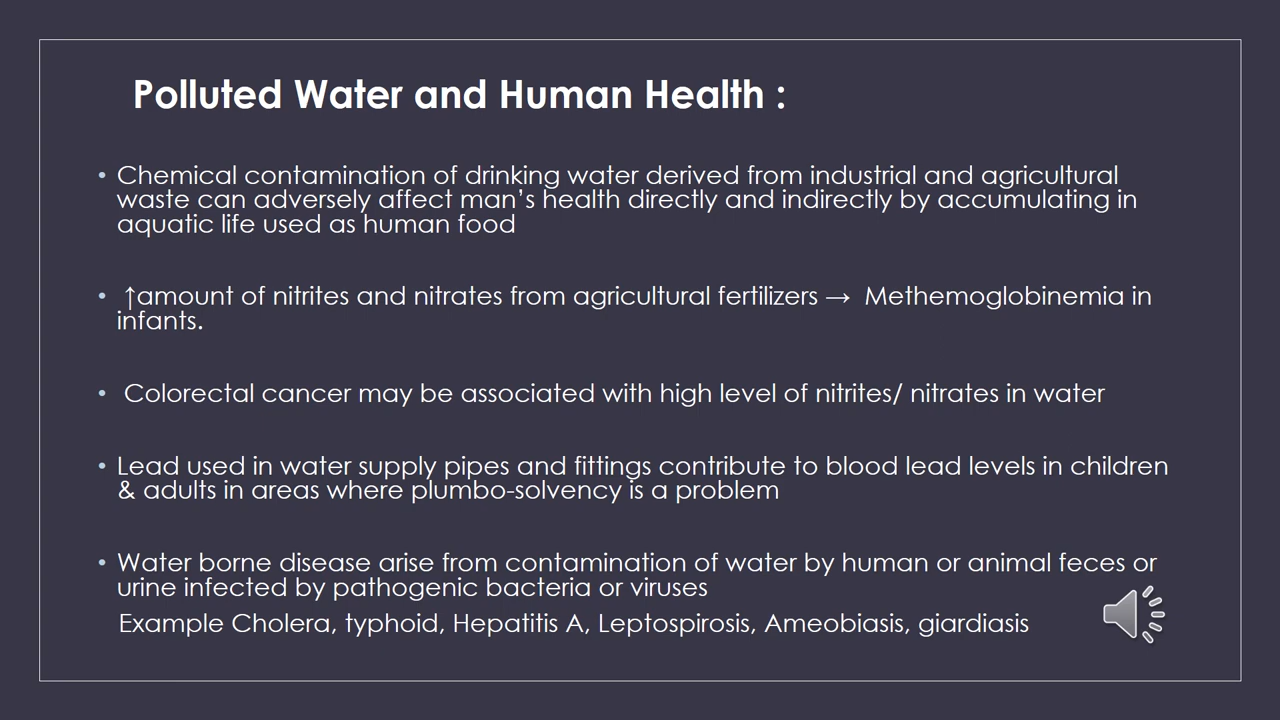 Polluted Water and Human Health :
• Chemical contamination of drinking water derived from industrial and agricultural
waste can adversely affect man’s health directly and indirectly by accumulating in
aquatic life used as human food
• ↑amount of nitrites and nitrates from agricultural fertilizers → Methemoglobinemia in
infants.
• Colorectal cancer may be associated with high level of nitrites/ nitrates in water
• Lead used in water supply pipes and fittings contribute to blood lead levels in children
& adults in areas where plumbo-solvency is a problem
• Water borne disease arise from contamination of water by human or animal feces or
urine infected by pathogenic bacteria or viruses
Example Cholera, typhoid, Hepatitis A, Leptospirosis, Ameobiasis, giardiasis